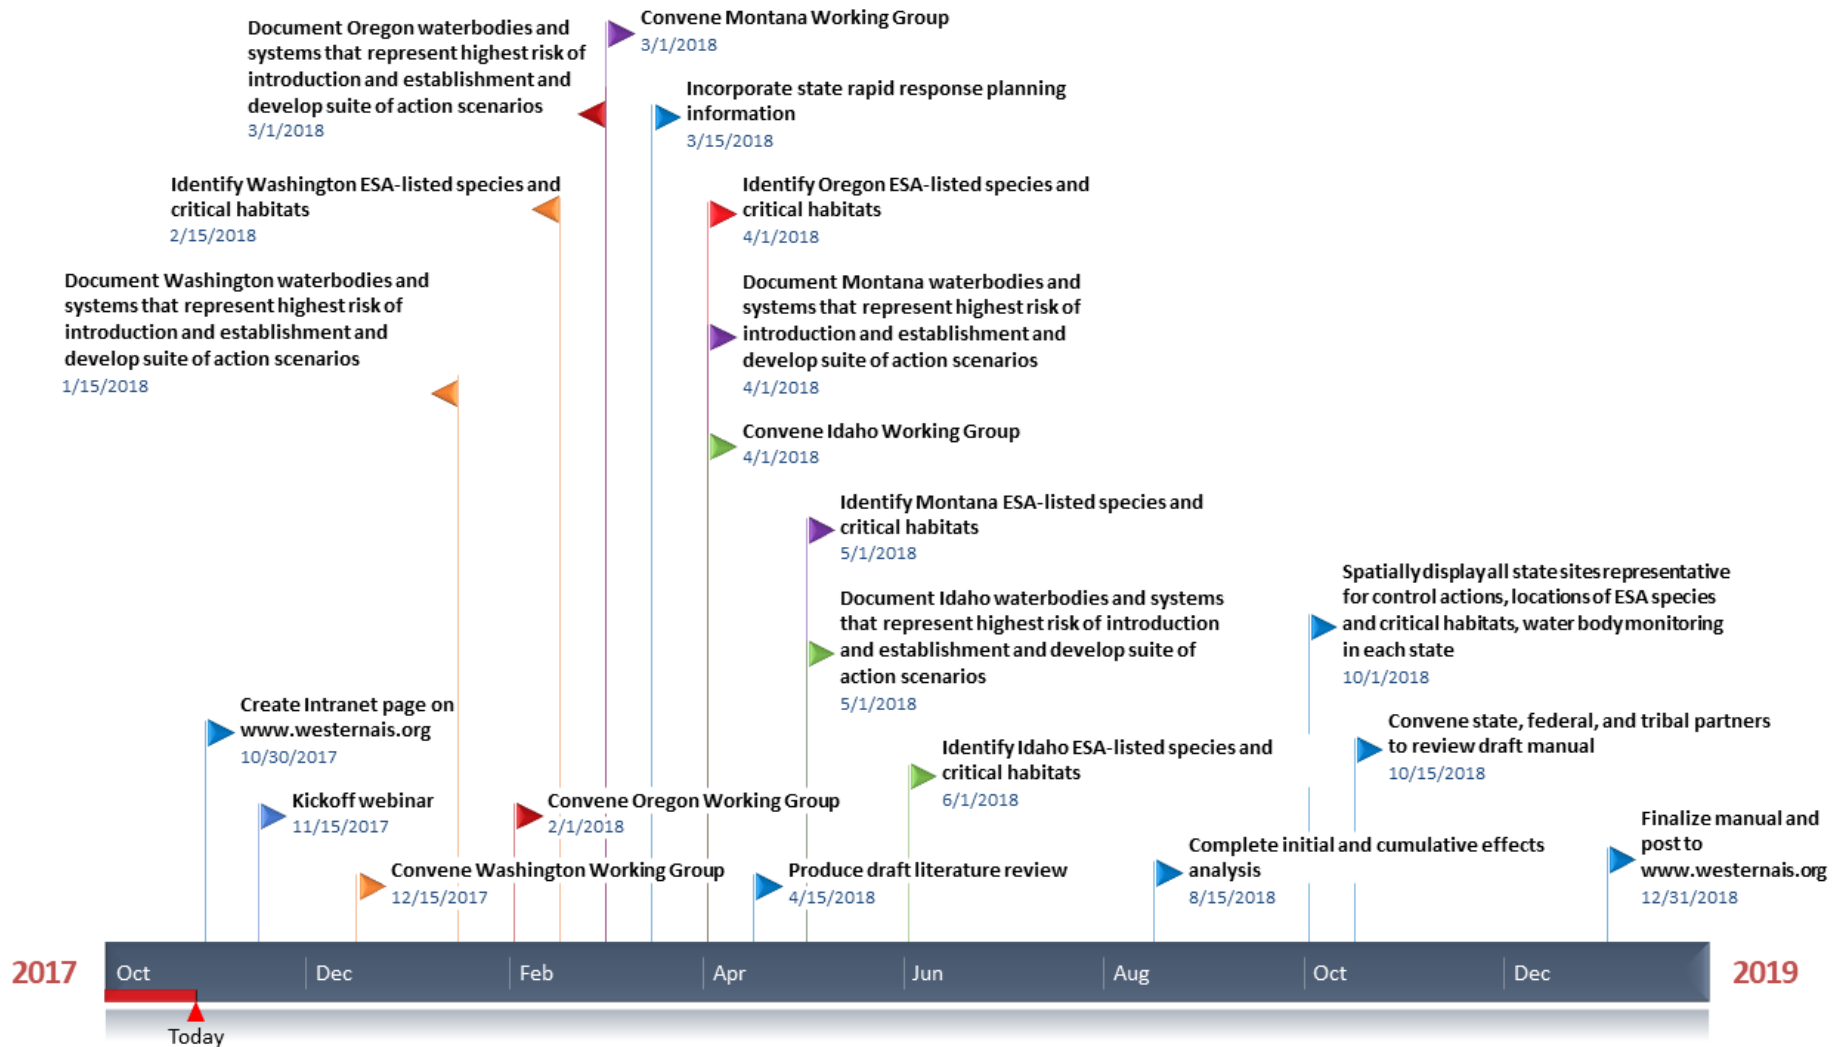 Document Oregon waterbodies and
systems that represent highest risk of
introduction and establishment and
develop suite of action scenarios
3/1/2018
Convene Montana Working Group
3/1/2018
Incorporate state rapid response planning
information
3/15/2018
Identify Washington ESA-listed species and
critical habitats
2/15/2018
Identify Oregon ESA-listed species and
critical habitats
4/1/2018
Document Washington waterbodies and
systems that represent highest risk of
introduction and establishment and
develop suite of action scenarios
1/15/2018
Document Montana waterbodies and
systems that represent highest risk of
introduction and establishment and
develop suite of action scenarios
4/1/2018
Convene Idaho Working Group
4/1/2018
Identify Montana ESA-listed species and
critical habitats
5/1/2018
Document Idaho waterbodies and systems
that represent highest risk of introduction
and establishment and develop suite of
action scenarios
5/1/2018
Spatially display all state sites representative
for control actions, locations of ESA species
and critical habitats, water body monitoring
in each state
10/1/2018
Create Intranet page on
www.westernais.org
10/30/2017
Convene state, federal, and tribal partners
to review draft manual
10/15/2018
Identify Idaho ESA-listed species and
critical habitats
6/1/2018
Kickoff webinar
11/15/2017
Convene Oregon Working Group
2/1/2018
Finalize manual and
post to
www.westernais.org
12/31/2018
Complete initial and cumulative effects
analysis
8/15/2018
Convene Washington Working Group
12/15/2017
Produce draft literature review
4/15/2018
2017
Oct
Dec
Feb
Apr
Jun
Aug
Oct
Dec
2019
Today